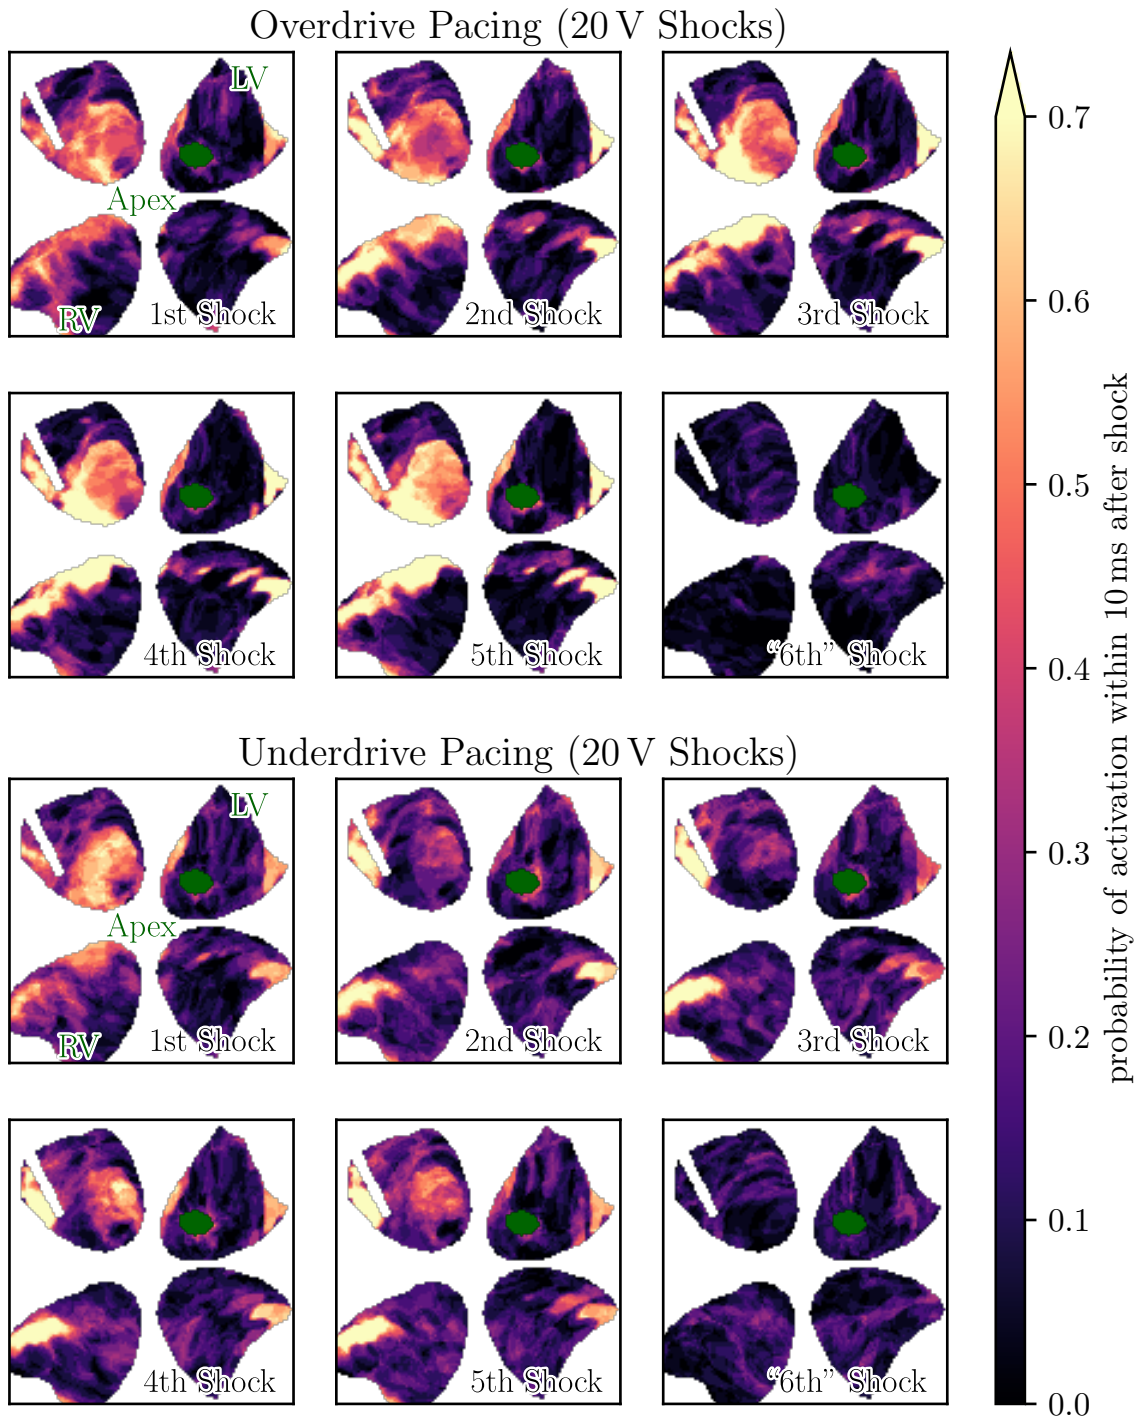 Overdrive Pacing (20 V Shocks)
LV
Apex
RV
1st Shock
2nd Shock
3rd Shock
4th Shock
5th Shock
“6th” Shock
Underdrive Pacing (20 V Shocks)
LV
Apex
RV
1st Shock
2nd Shock
3rd Shock
4th Shock
5th Shock
“6th” Shock
0.7
0.6
0.5
0.4
0.3
0.2
0.1
0.0
probability of activation within 10 ms after shock